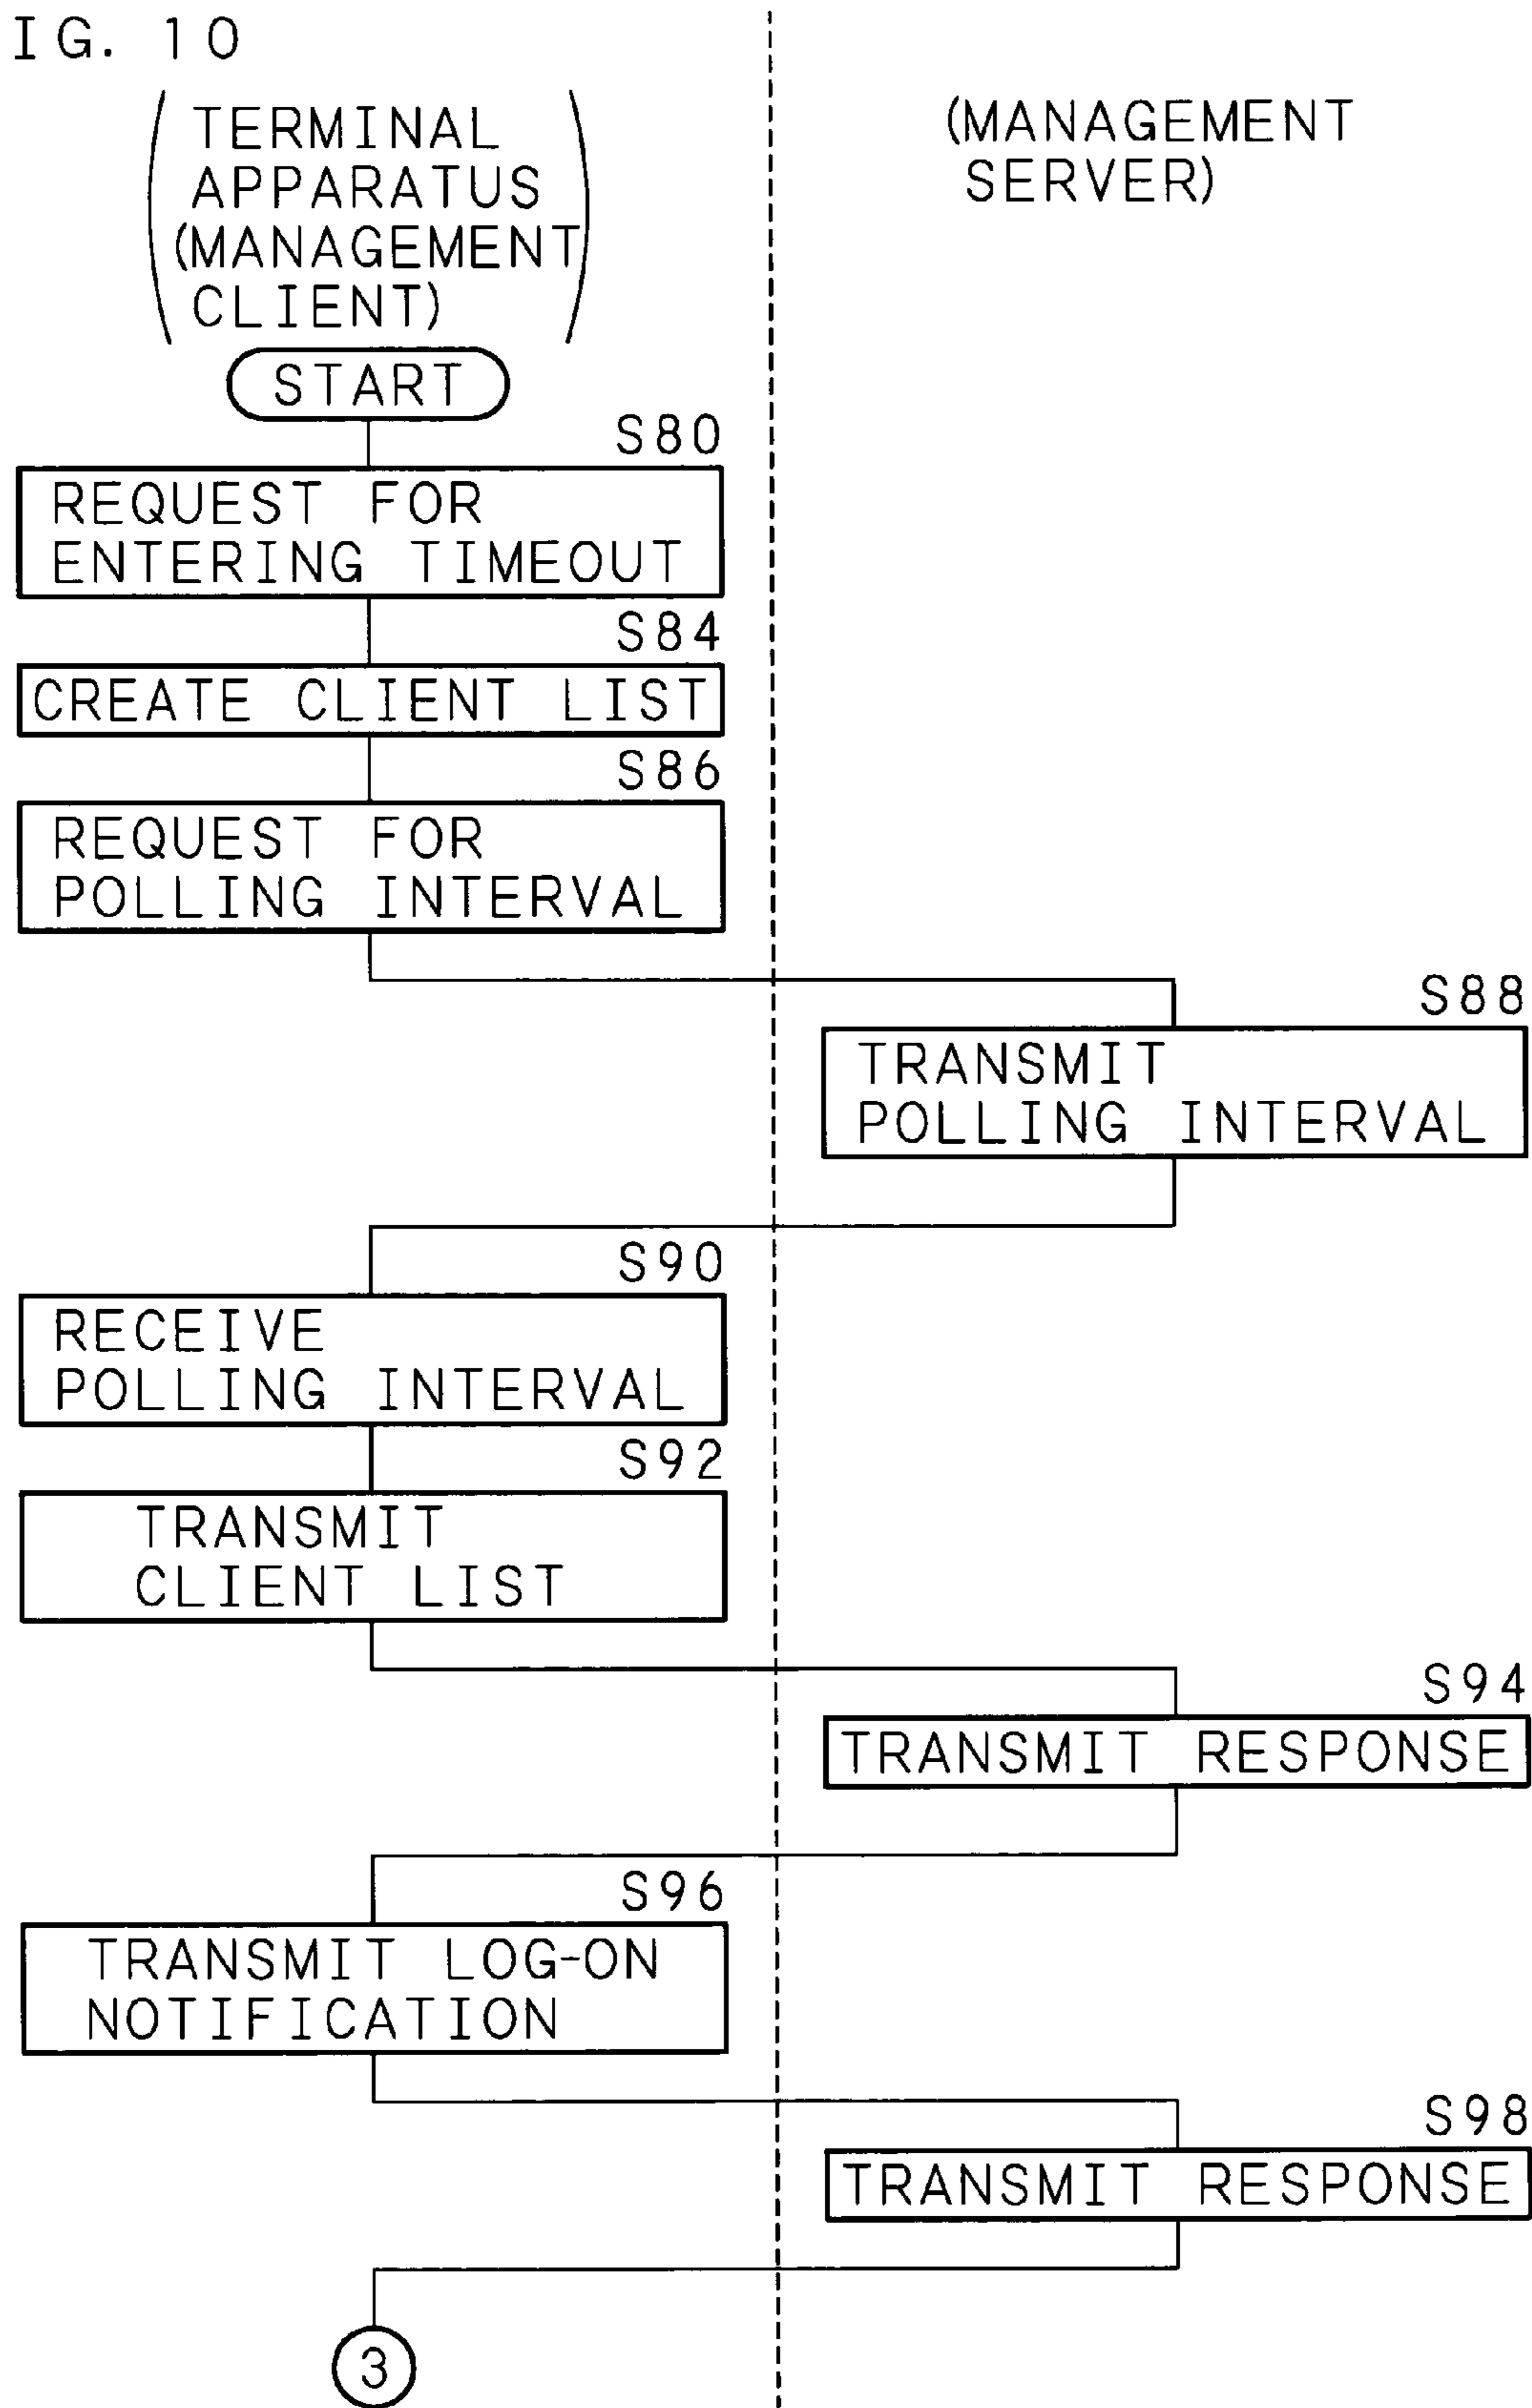 IG. 10
TERMINAL
APPARATUS
(MANAGEMENT
CLIENT)
(MANAGEMENT
SERVER)
START
S80
REQUEST FOR
ENTERING TIMEOUT
S84
CREATE CLIENT LIST
S86
REQUEST FOR
POLLING INTERVAL
S88
TRANSMIT
POLLING INTERVAL
S90
RECEIVE
POLLING INTERVAL
S92
TRANSMIT
CLIENT LIST
S94
TRANSMIT RESPONSE
S96
TRANSMIT LOG-ON
NOTIFICATION
S98
TRANSMIT RESPONSE
3